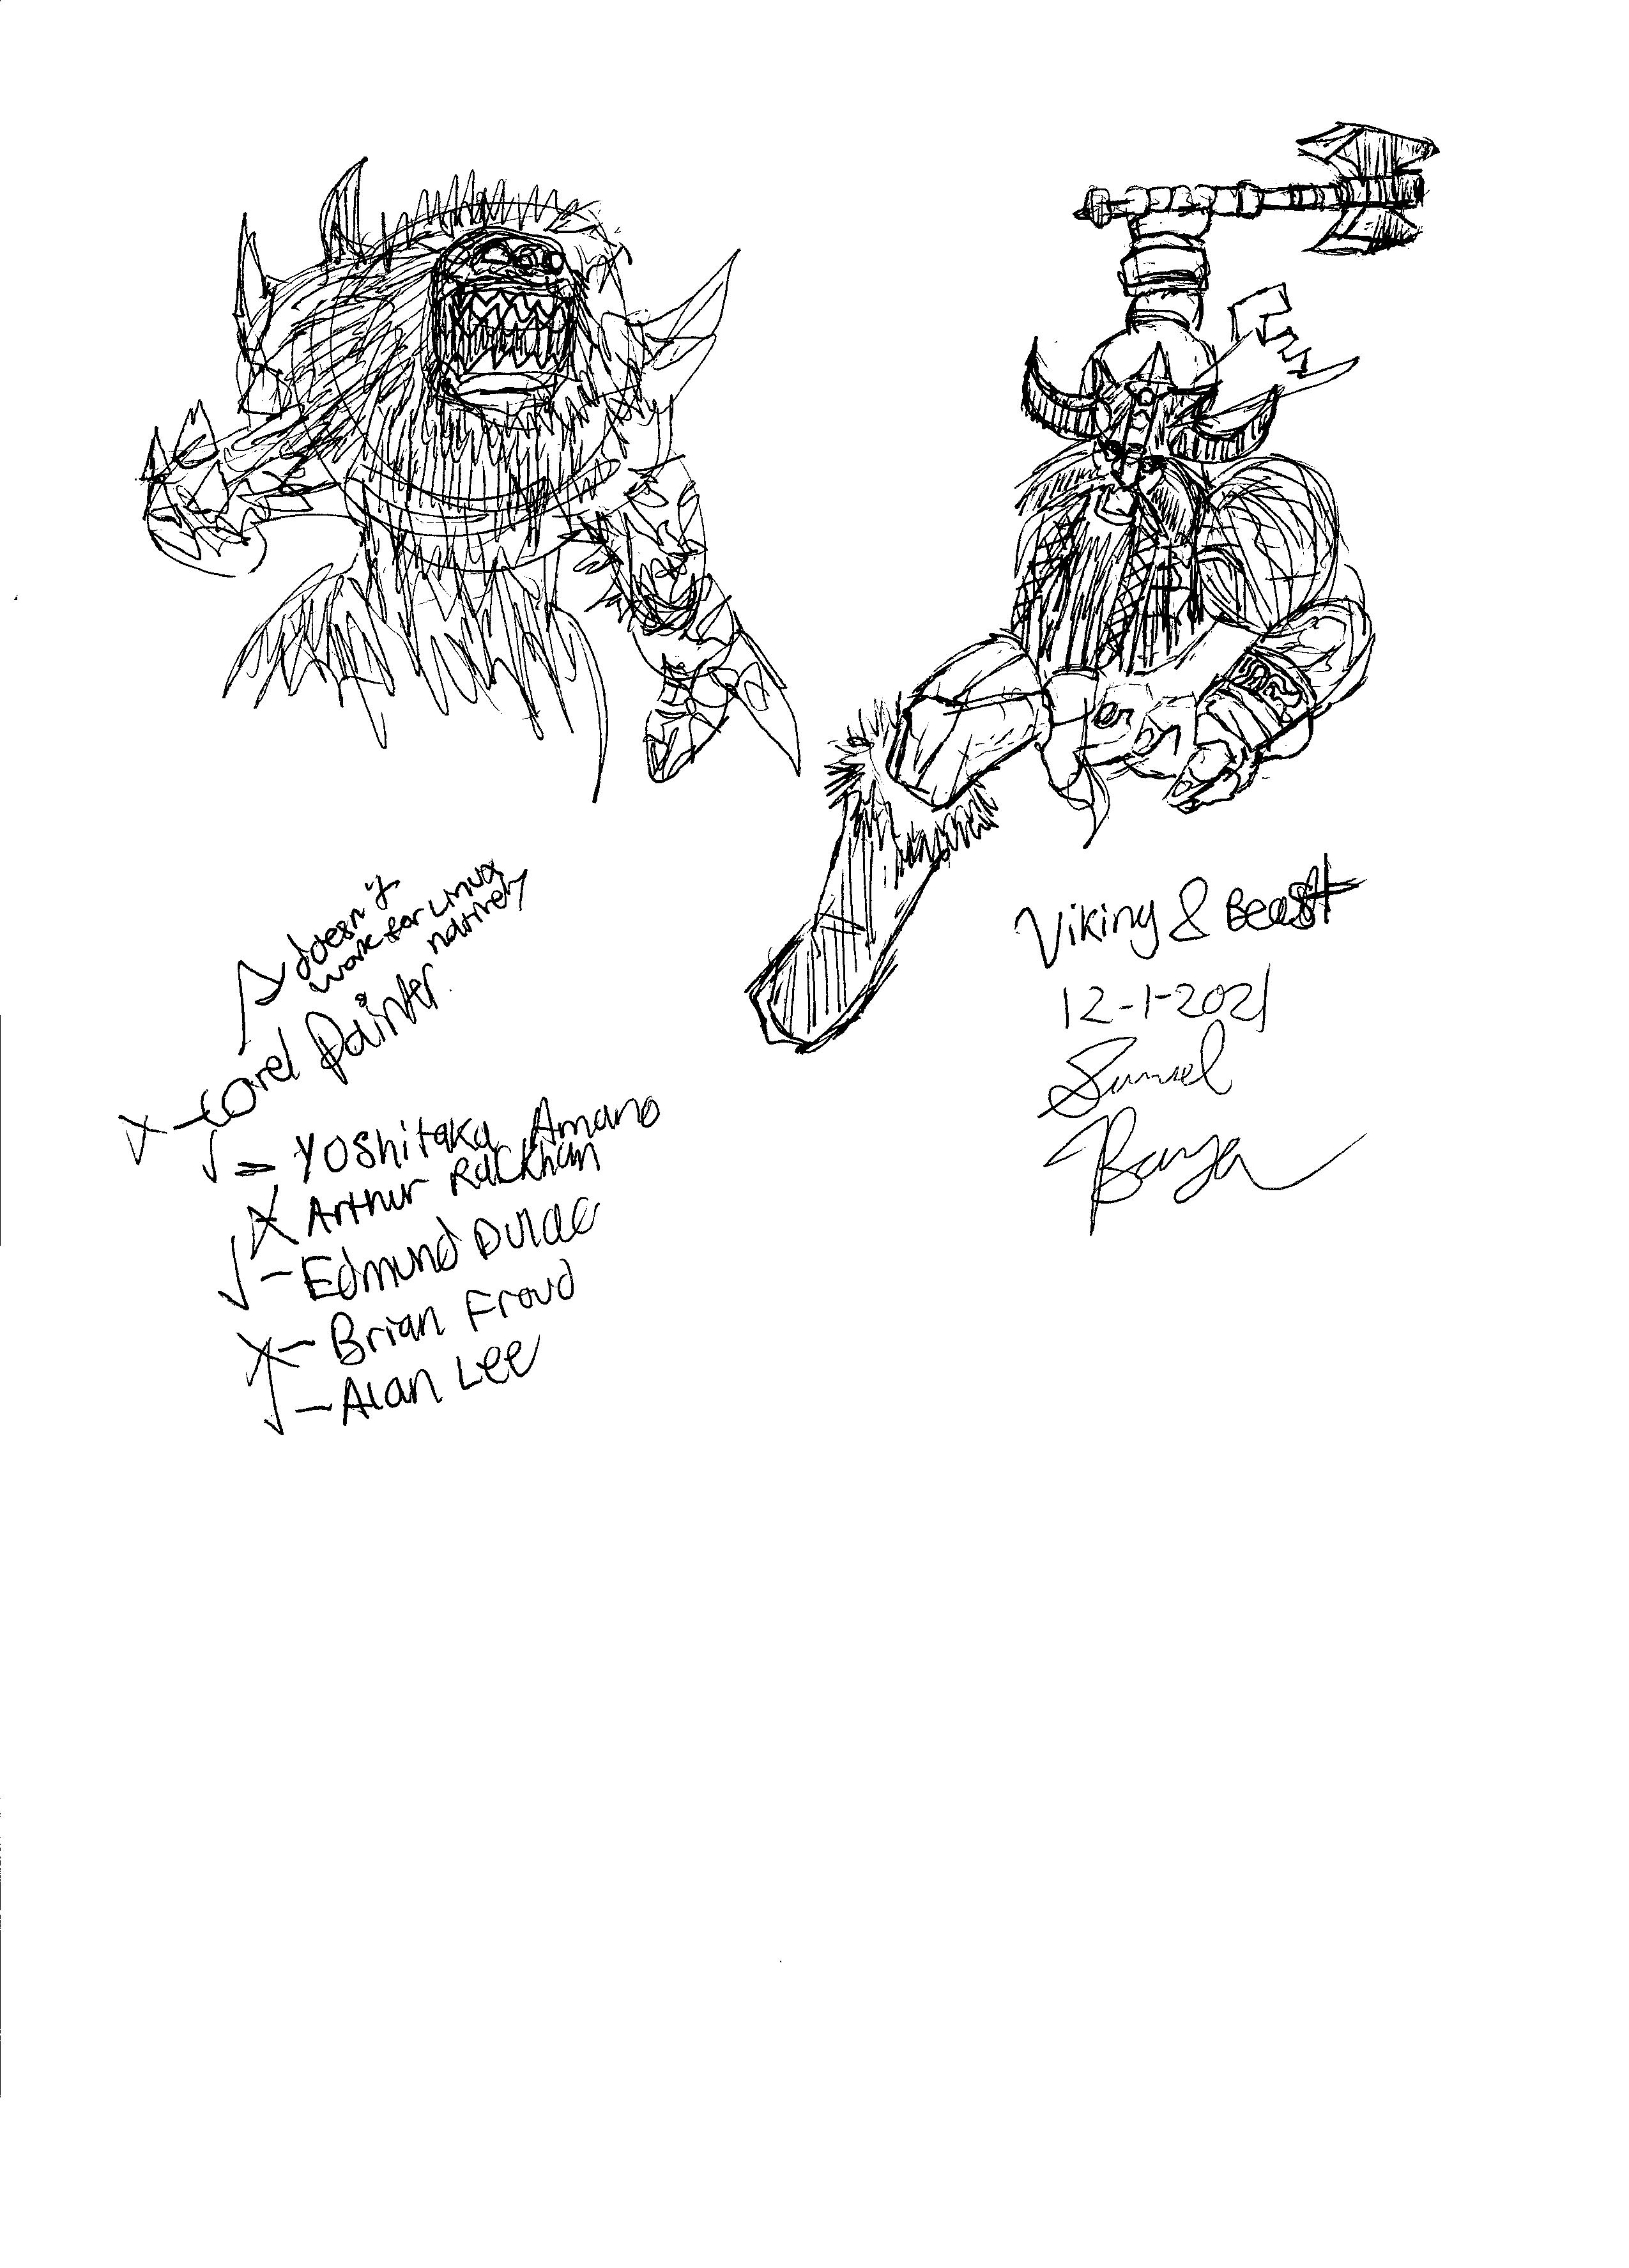 doesn't
work for Linux
natively
X - Corel Painter
√ = Yoshitaka Amano
X Arthur Rackham
√ - Edmund Dulac
X - Brian Froud
√ - Alan Lee
Viking & Beast
12-1-2021
Samuel
Banya